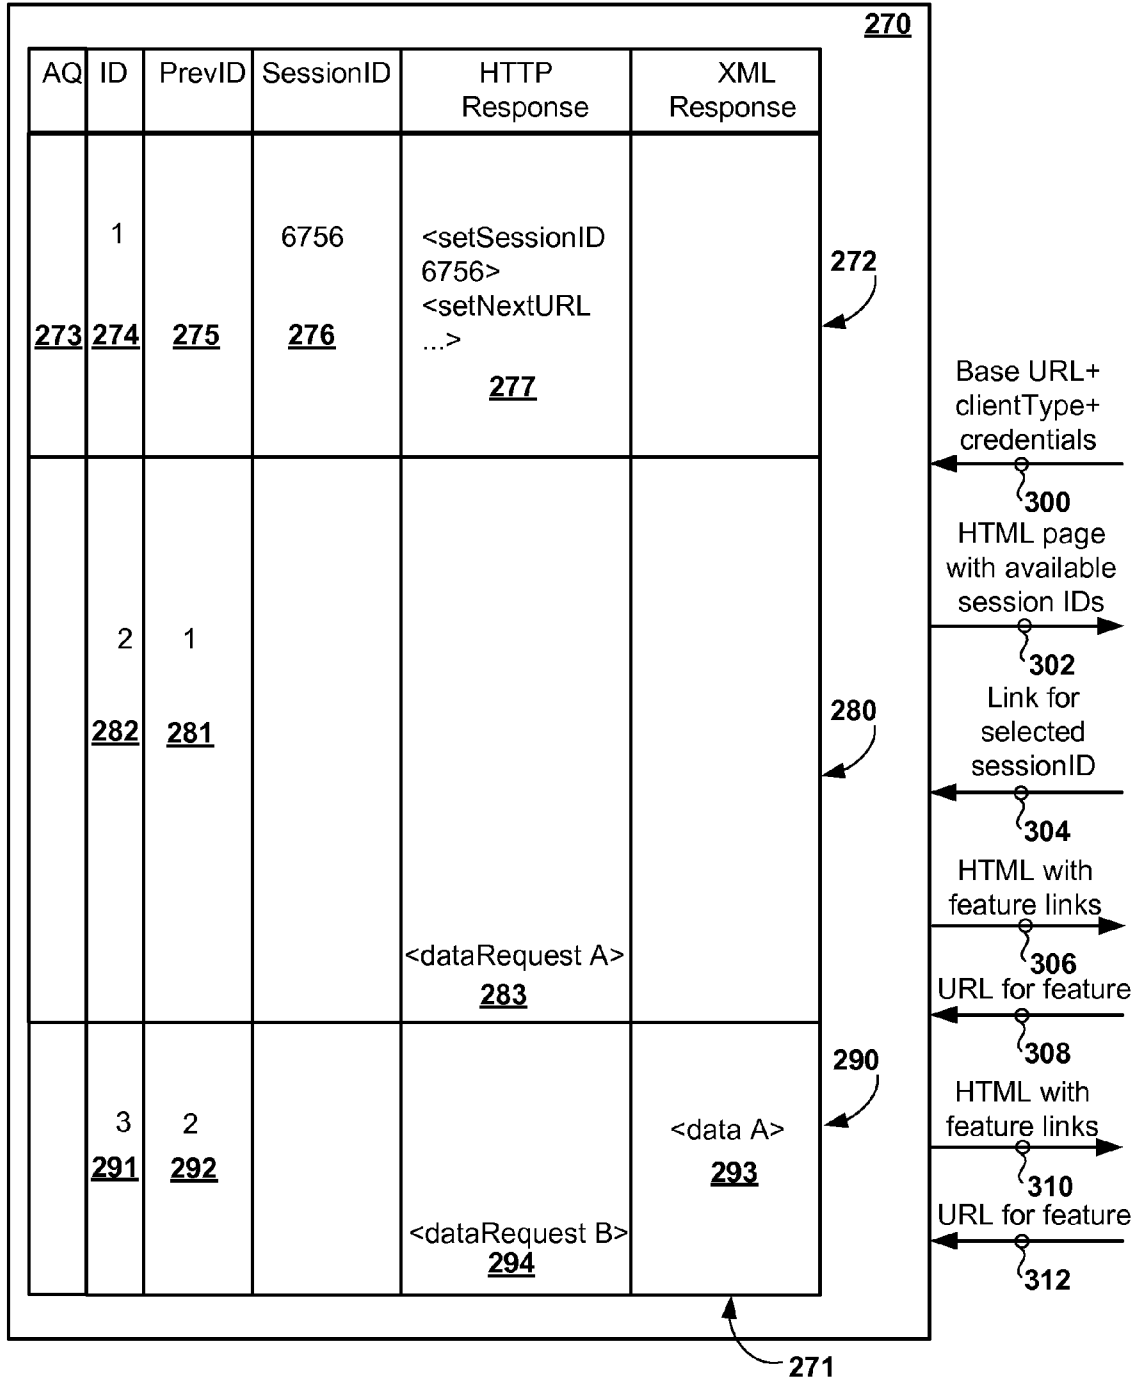 270
AQ ID PrevID SessionID HTTP Response XML Response
1 6756 <setSessionID
6756>
<setNextURL
...>
273 274 275 276
277
272
2 1
282 281
280
<dataRequest A>
283
3 2
291 292
<data A>
293
290
<dataRequest B>
294
271
Base URL+
clientType+
credentials
300
HTML page
with available
session IDs
302
Link for
selected
sessionID
304
HTML with
feature links
306
URL for feature
308
HTML with
feature links
310
URL for feature
312